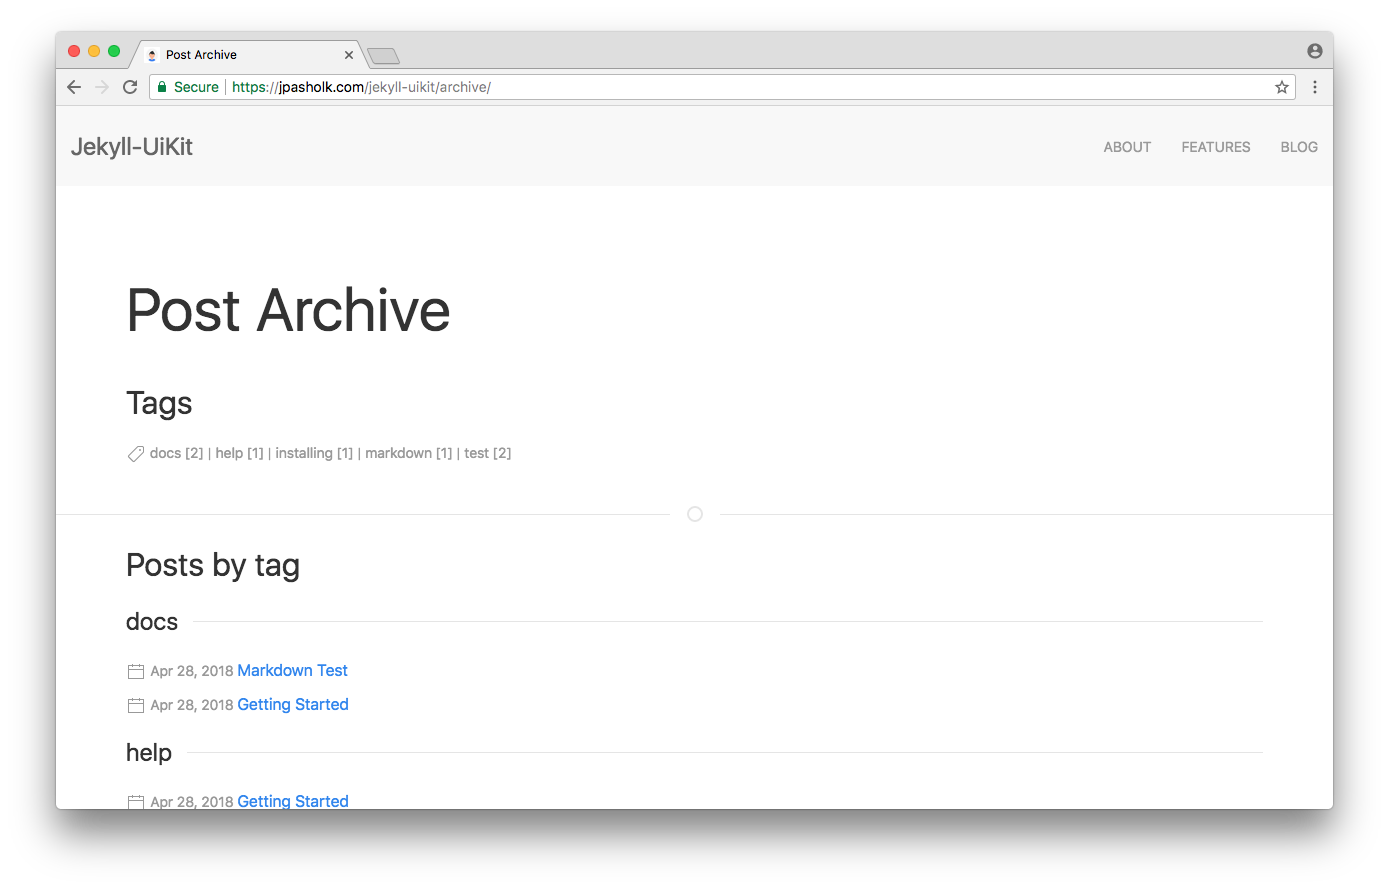 Post Archive
Secure https://jpasholk.com/jekyll-uikit/archive/
Jekyll-UiKit ABOUT FEATURES BLOG
Post Archive
Tags
docs [2] | help [1] | installing [1] | markdown [1] | test [2]
Posts by tag
docs
Apr 28, 2018 Markdown Test
Apr 28, 2018 Getting Started
help
Apr 28, 2018 Getting Started